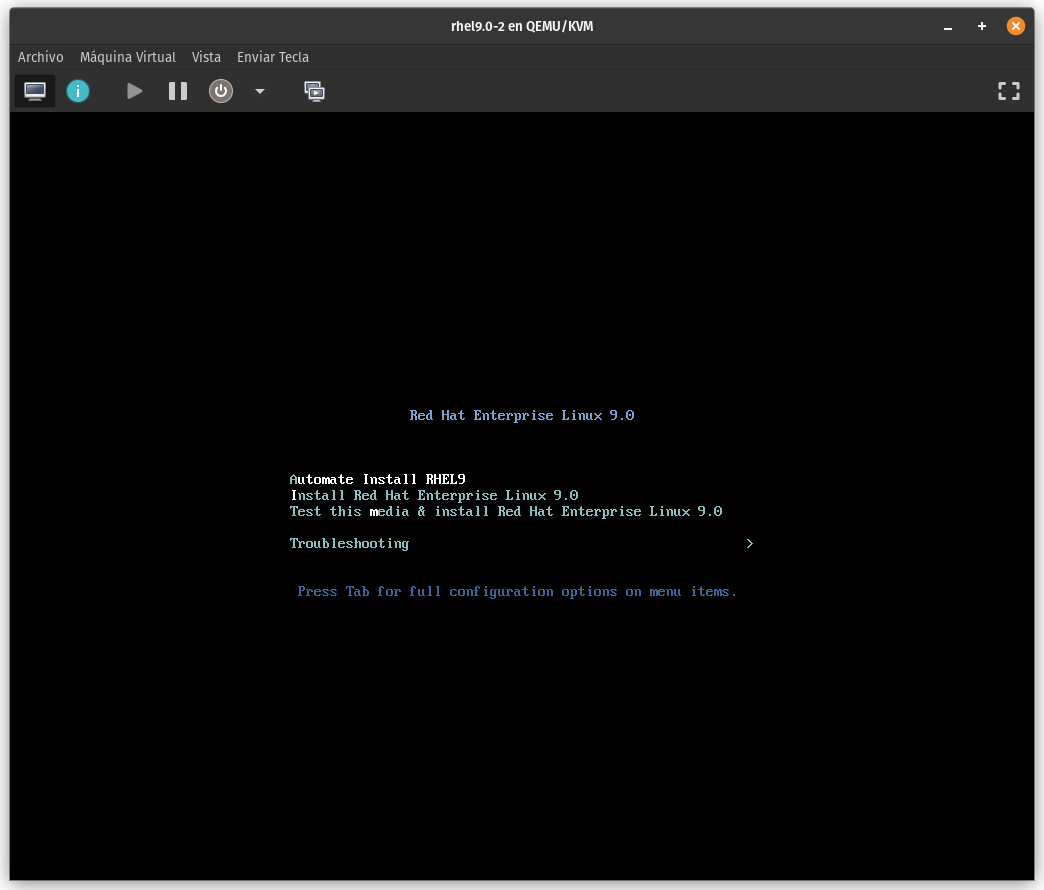 rhel9.0-2 en QEMU/KVM
Archivo Máquina Virtual Vista Enviar Tecla
Red Hat Enterprise Linux 9.0
Automate Install RHEL9
Install Red Hat Enterprise Linux 9.0
Test this media & install Red Hat Enterprise Linux 9.0
Troubleshooting >
Press Tab for full configuration options on menu items.